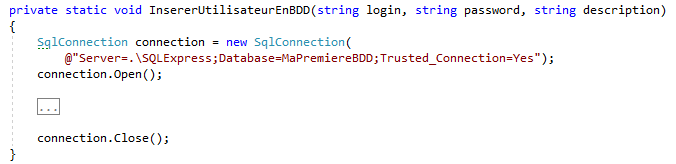 private static void InsererUtilisateurEnBDD(string login, string password, string description)
{
SqlConnection connection = new SqlConnection(
@"Server=.\SQLExpress;Database=MaPremiereBDD;Trusted_Connection=Yes");
connection.Open();
...
connection.Close();
}